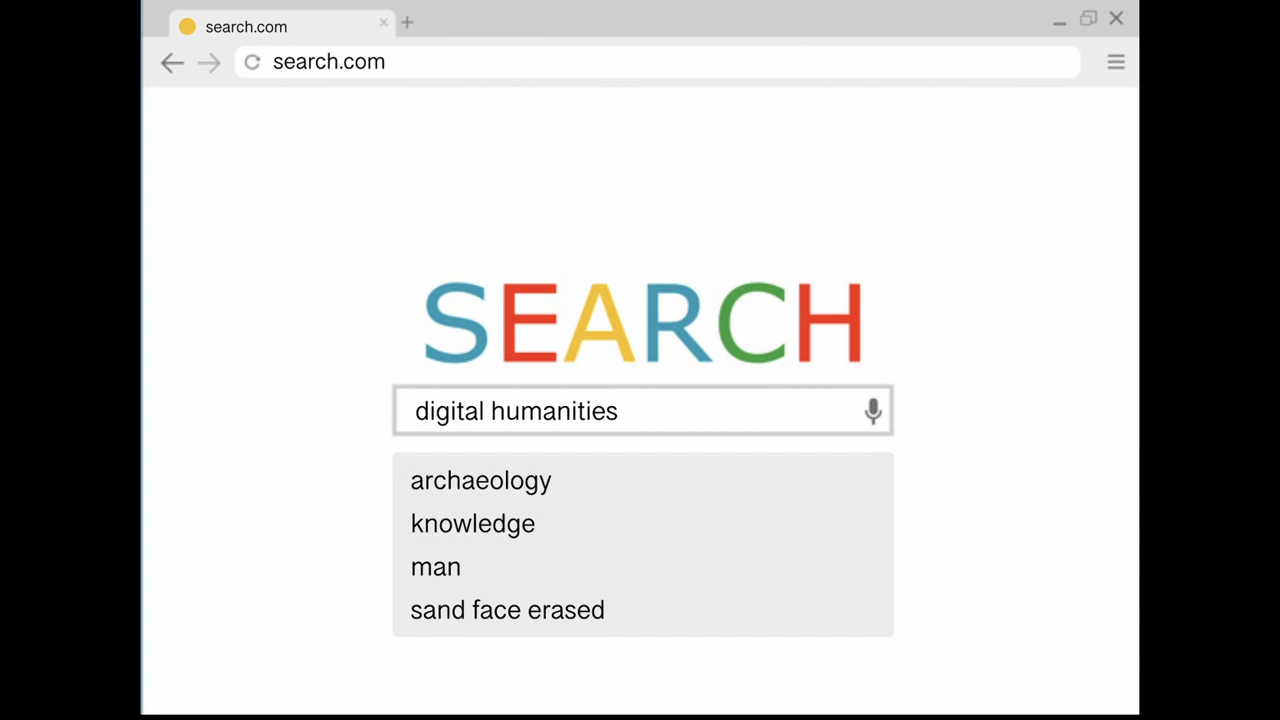 search.com
search.com
SEARCH
digital humanities
archaeology
knowledge
man
sand face erased